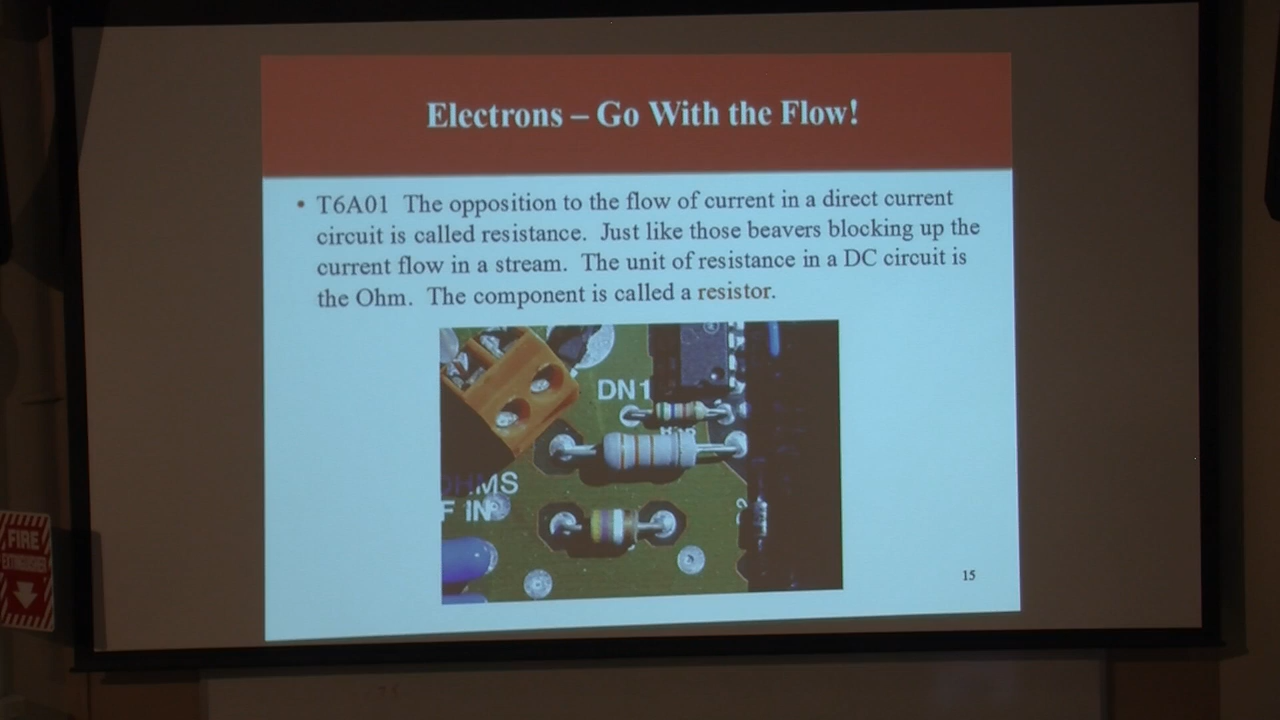 Electrons – Go With the Flow!
• T6A01 The opposition to the flow of current in a direct current
circuit is called resistance. Just like those beavers blocking up the
current flow in a stream. The unit of resistance in a DC circuit is
the Ohm. The component is called a resistor.
DN1
OHMS
F IN
15
FIRE
EXTINGUISHER